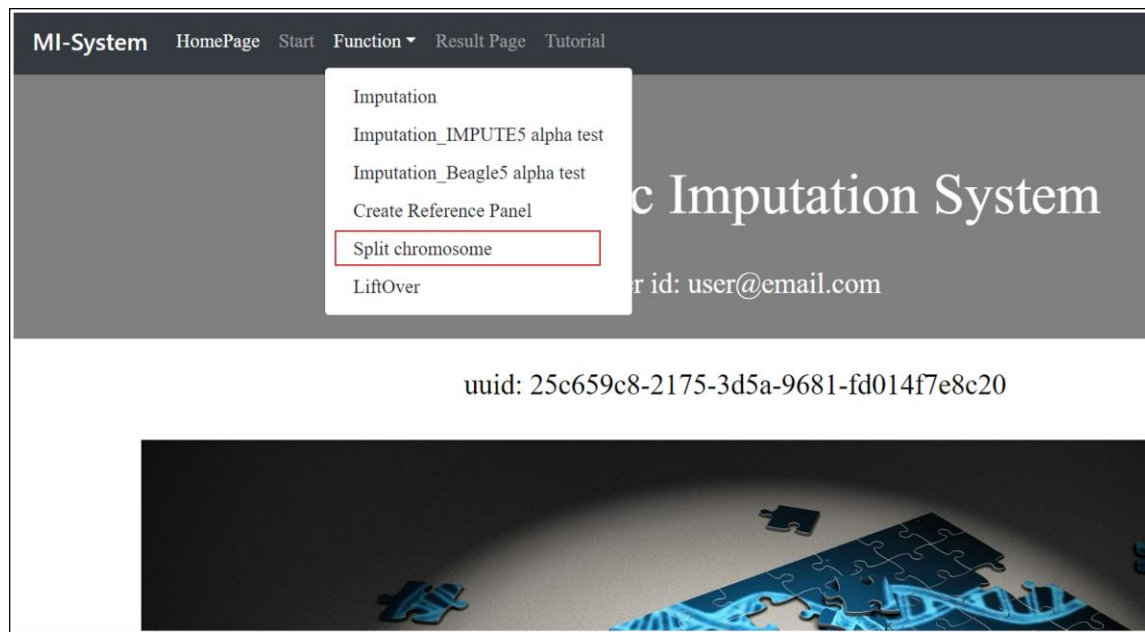 MI-System HomePage Start Function Result Page Tutorial
Imputation
Imputation_IMPUTE5 alpha test
Imputation_Beagle5 alpha test
Create Reference Panel
Split chromosome
LiftOver
c Imputation System
r id: user@email.com
uuid: 25c659c8-2175-3d5a-9681-fd014f7e8c20